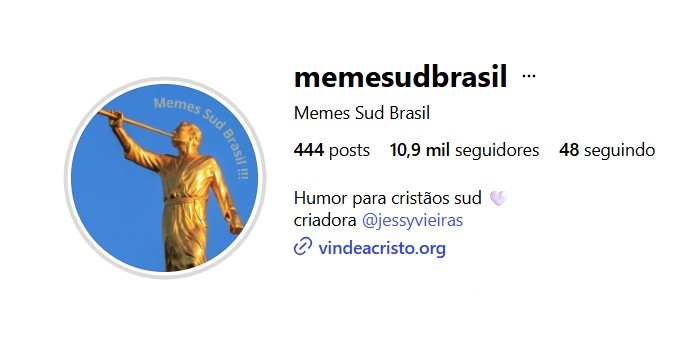 Memes Sud Brasil !!!
memesudbrasil ...
Memes Sud Brasil
444 posts 10,9 mil seguidores 48 seguindo
Humor para cristãos sud 🤍
criadora @jessyvieiras
vindeacristo.org